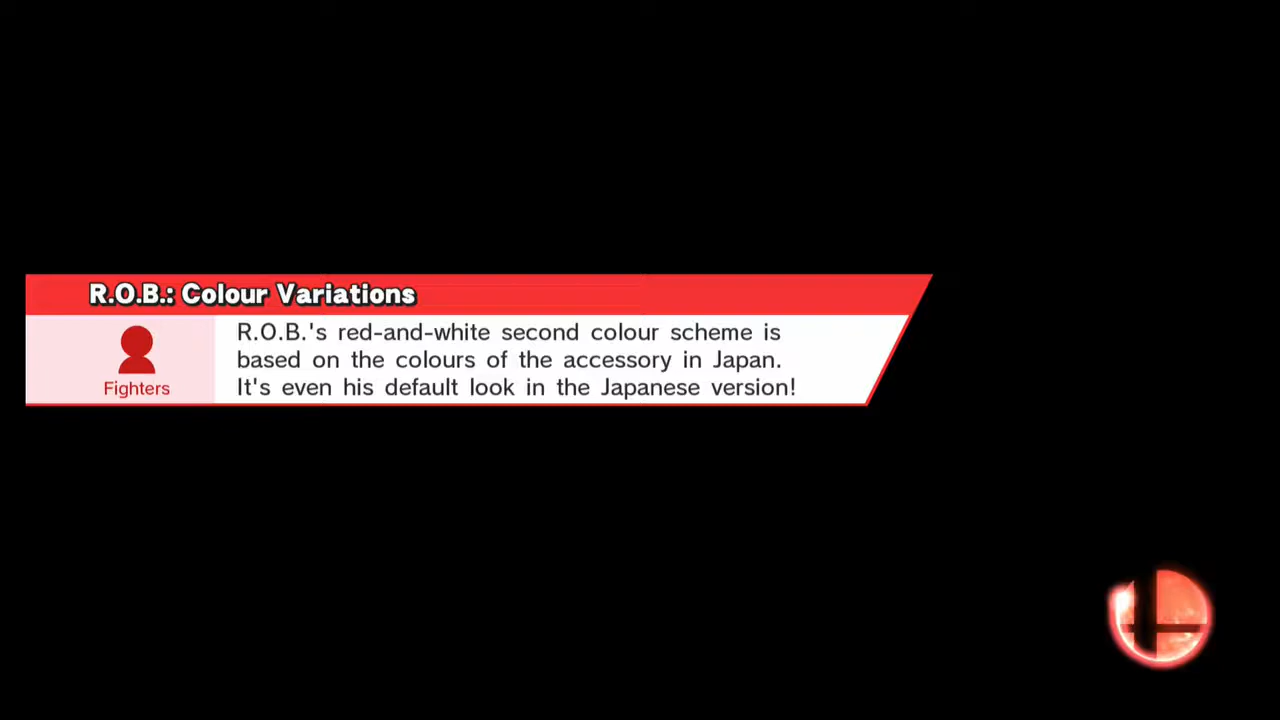 R.O.B.: Colour Variations
R.O.B.'s red-and-white second colour scheme is
based on the colours of the accessory in Japan.
It's even his default look in the Japanese version!
Fighters